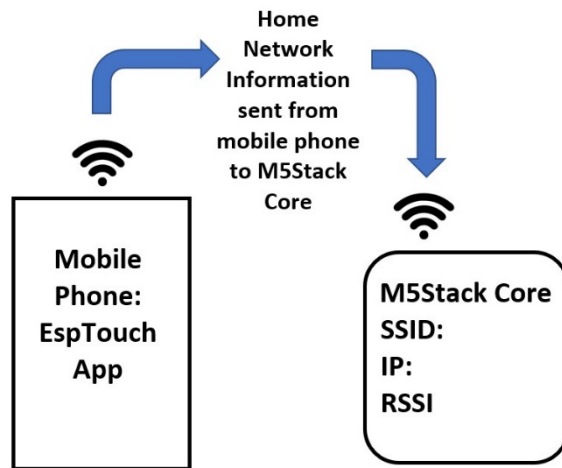 Home
Network
Information
sent from
mobile phone
to M5Stack
Core
Mobile
Phone:
EspTouch
App
M5Stack Core
SSID:
IP:
RSSI